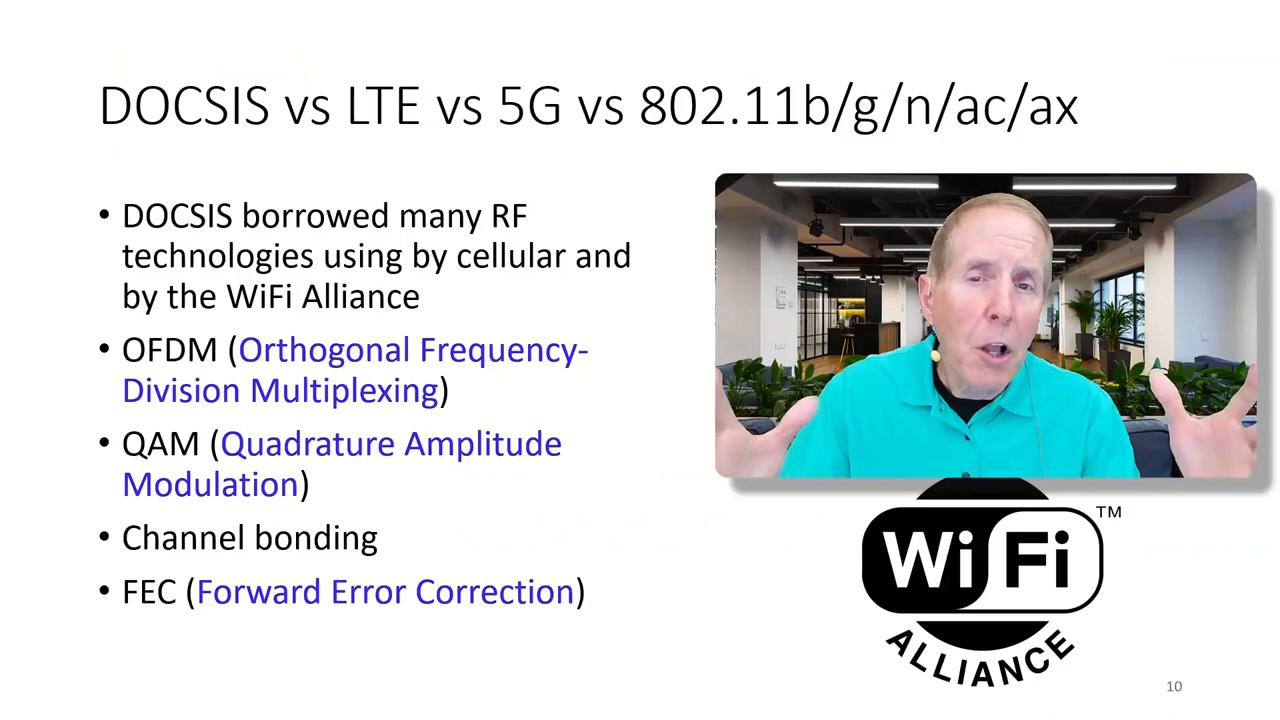 DOCSIS vs LTE vs 5G vs 802.11b/g/n/ac/ax
• DOCSIS borrowed many RF
technologies using by cellular and
by the WiFi Alliance
• OFDM (Orthogonal Frequency-
Division Multiplexing)
• QAM (Quadrature Amplitude
Modulation)
• Channel bonding
• FEC (Forward Error Correction)
WiFi TM
ALLIANCE
10